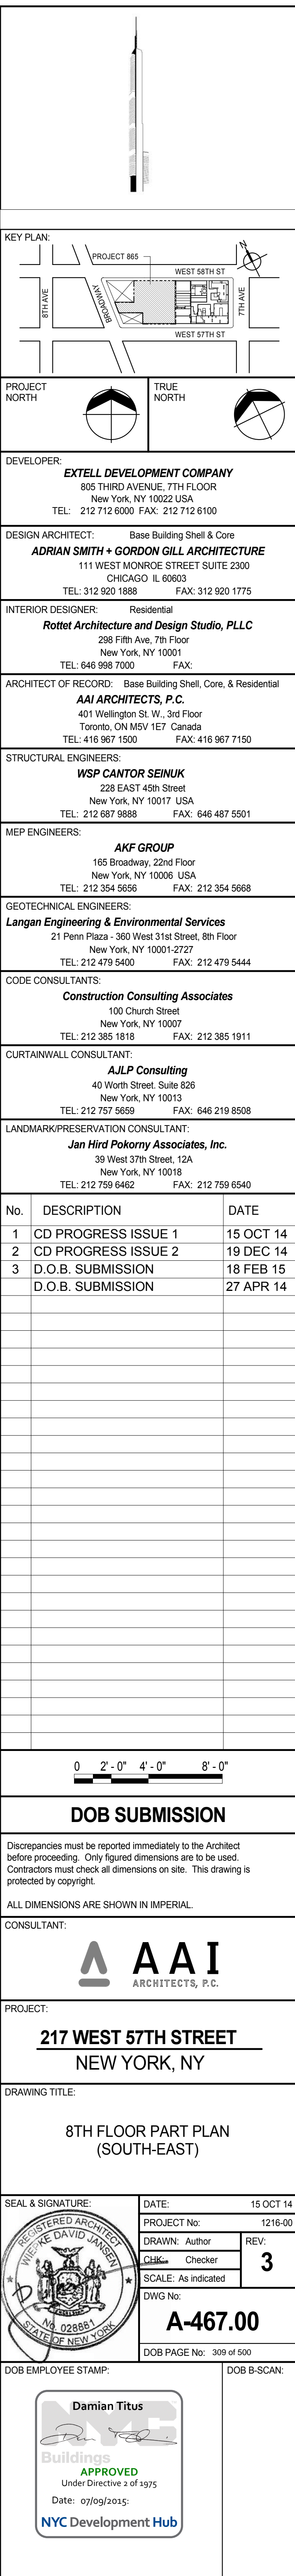 KEY PLAN:
N
PROJECT 865
WEST 58TH ST
8TH AVE
BROADWAY
7TH AVE
WEST 57TH ST
PROJECT
NORTH
TRUE
NORTH
DEVELOPER:
EXTELL DEVELOPMENT COMPANY
805 THIRD AVENUE, 7TH FLOOR
New York, NY 10022 USA
TEL: 212 712 6000 FAX: 212 712 6100
DESIGN ARCHITECT: Base Building Shell & Core
ADRIAN SMITH + GORDON GILL ARCHITECTURE
111 WEST MONROE STREET SUITE 2300
CHICAGO IL 60603
TEL: 312 920 1888 FAX: 312 920 1775
INTERIOR DESIGNER: Residential
Rottet Architecture and Design Studio, PLLC
298 Fifth Ave, 7th Floor
New York, NY 10001
TEL: 646 998 7000 FAX:
ARCHITECT OF RECORD: Base Building Shell, Core, & Residential
AAI ARCHITECTS, P.C.
401 Wellington St. W., 3rd Floor
Toronto, ON M5V 1E7 Canada
TEL: 416 967 1500 FAX: 416 967 7150
STRUCTURAL ENGINEERS:
WSP CANTOR SEINUK
228 EAST 45th Street
New York, NY 10017 USA
TEL: 212 687 9888 FAX: 646 487 5501
MEP ENGINEERS:
AKF GROUP
165 Broadway, 22nd Floor
New York, NY 10006 USA
TEL: 212 354 5656 FAX: 212 354 5668
GEOTECHNICAL ENGINEERS:
Langan Engineering & Environmental Services
21 Penn Plaza - 360 West 31st Street, 8th Floor
New York, NY 10001-2727
TEL: 212 479 5400 FAX: 212 479 5444
CODE CONSULTANTS:
Construction Consulting Associates
100 Church Street
New York, NY 10007
TEL: 212 385 1818 FAX: 212 385 1911
CURTAINWALL CONSULTANT:
AJLP Consulting
40 Worth Street. Suite 826
New York, NY 10013
TEL: 212 757 5659 FAX: 646 219 8508
LANDMARK/PRESERVATION CONSULTANT:
Jan Hird Pokorny Associates, Inc.
39 West 37th Street, 12A
New York, NY 10018
TEL: 212 759 6462 FAX: 212 759 6540
No. DESCRIPTION DATE
1 CD PROGRESS ISSUE 1 15 OCT 14
2 CD PROGRESS ISSUE 2 19 DEC 14
3 D.O.B. SUBMISSION 18 FEB 15
D.O.B. SUBMISSION 27 APR 14
0 2' - 0" 4' - 0" 8' - 0"
DOB SUBMISSION
Discrepancies must be reported immediately to the Architect
before proceeding. Only figured dimensions are to be used.
Contractors must check all dimensions on site. This drawing is
protected by copyright.
ALL DIMENSIONS ARE SHOWN IN IMPERIAL.
CONSULTANT:
AAI
ARCHITECTS, P.C.
PROJECT:
217 WEST 57TH STREET
NEW YORK, NY
DRAWING TITLE:
8TH FLOOR PART PLAN
(SOUTH-EAST)
SEAL & SIGNATURE:
REGISTERED ARCHITECT
WIEPKE DAVID JANSEN
No. 028881
STATE OF NEW YORK
DATE: 15 OCT 14
PROJECT No: 1216-00
DRAWN: Author
CHK: Checker
SCALE: As indicated
REV:
3
DWG No:
A-467.00
DOB PAGE No: 309 of 500
DOB EMPLOYEE STAMP:
DOB B-SCAN:
Damian Titus
NYC
Buildings
APPROVED
Under Directive 2 of 1975
Date: 07/09/2015:
NYC Development Hub